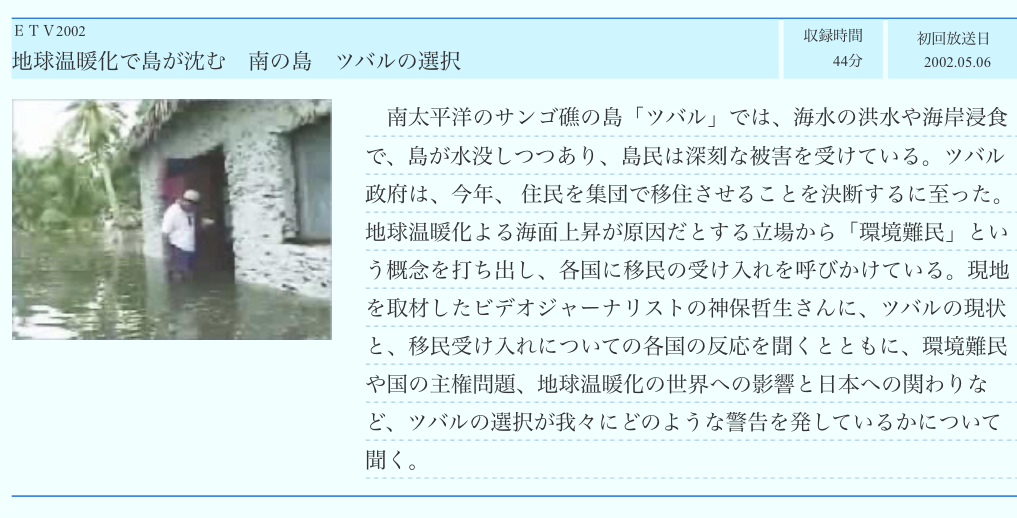 ＥＴＶ2002
地球温暖化で島が沈む　南の島　ツバルの選択
収録時間
44分
初回放送日
2002.05.06
　南太平洋のサンゴ礁の島「ツバル」では、海水の洪水や海岸浸食
で、島が水没しつつあり、島民は深刻な被害を受けている。ツバル
政府は、今年、 住民を集団で移住させることを決断するに至った。
地球温暖化よる海面上昇が原因だとする立場から「環境難民」とい
う概念を打ち出し、各国に移民の受け入れを呼びかけている。現地
を取材したビデオジャーナリストの神保哲生さんに、ツバルの現状
と、移民受け入れについての各国の反応を聞くとともに、環境難民
や国の主権問題、地球温暖化の世界への影響と日本への関わりな
ど、ツバルの選択が我々にどのような警告を発しているかについて
聞く。